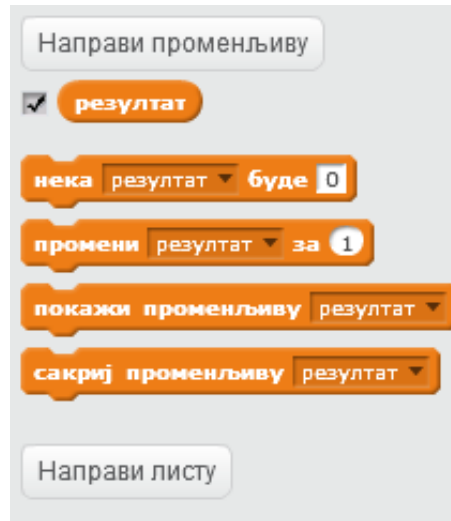 Направи променљиву
резултат
нека резултат буде 0
промени резултат за 1
покажи променљиву резултат
сакриј променљиву резултат
Направи листу